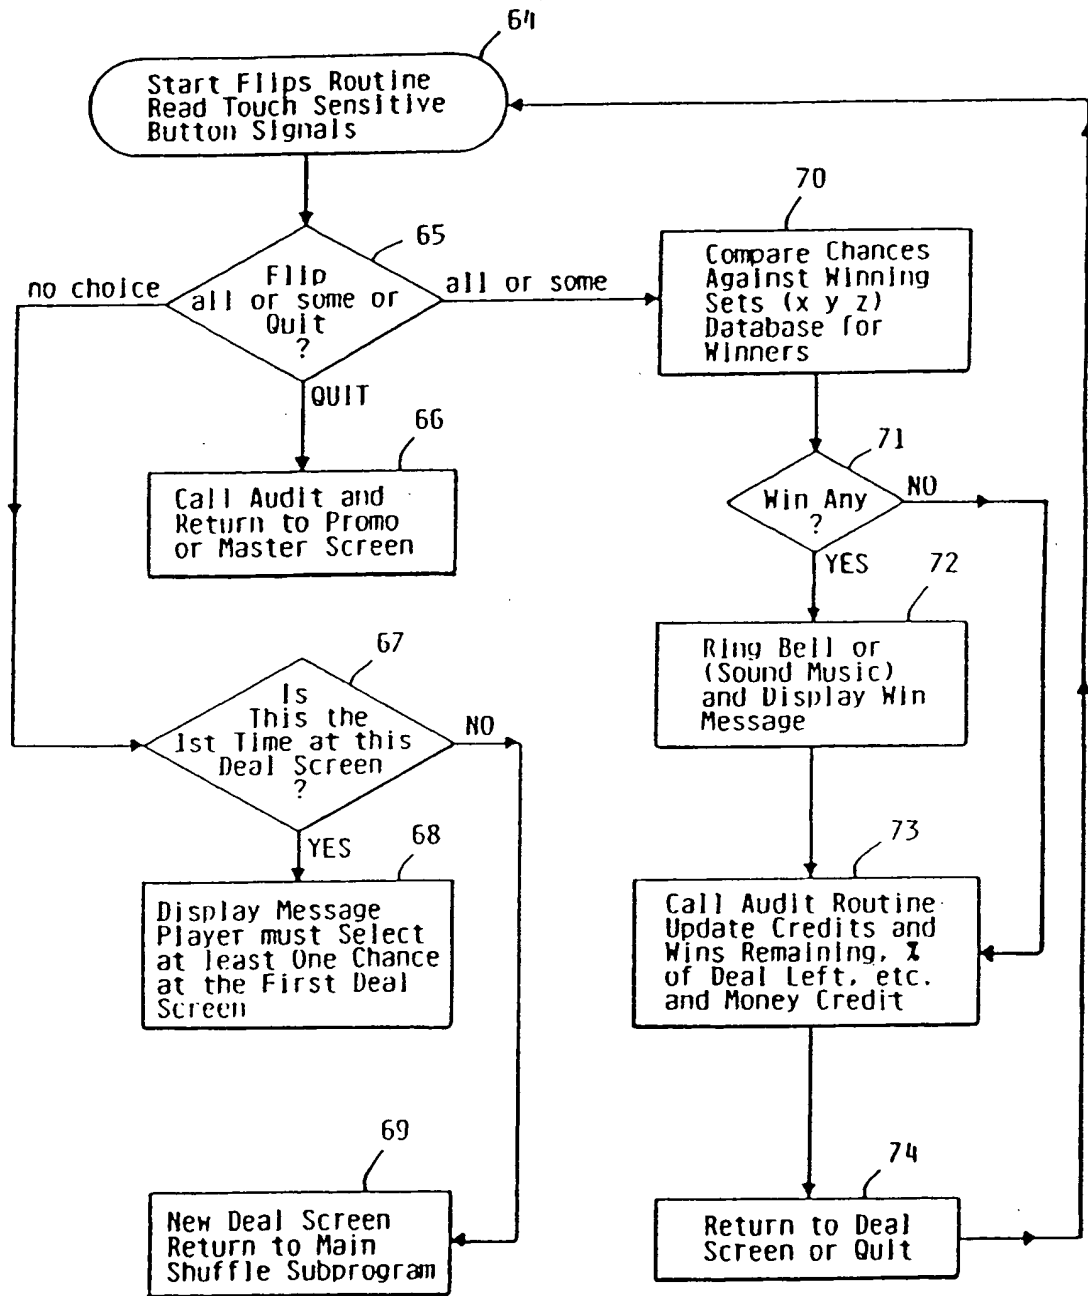 64
Start Flips Routine
Read Touch Sensitive
Button Signals
65
Flip
all or some or
Quit
?
no choice
all or some
QUIT
66
Call Audit and
Return to Promo
or Master Screen
67
Is
This the
1st Time at this
Deal Screen
?
NO
YES
68
Display Message
Player must Select
at least One Chance
at the First Deal
Screen
69
New Deal Screen
Return to Main
Shuffle Subprogram
70
Compare Chances
Against Winning
Sets (x y z)
Database for
Winners
71
Win Any
?
NO
YES
72
Ring Bell or
(Sound Music)
and Display Win
Message
73
Call Audit Routine
Update Credits and
Wins Remaining, %
of Deal Left, etc.
and Money Credit
74
Return to Deal
Screen or Quit